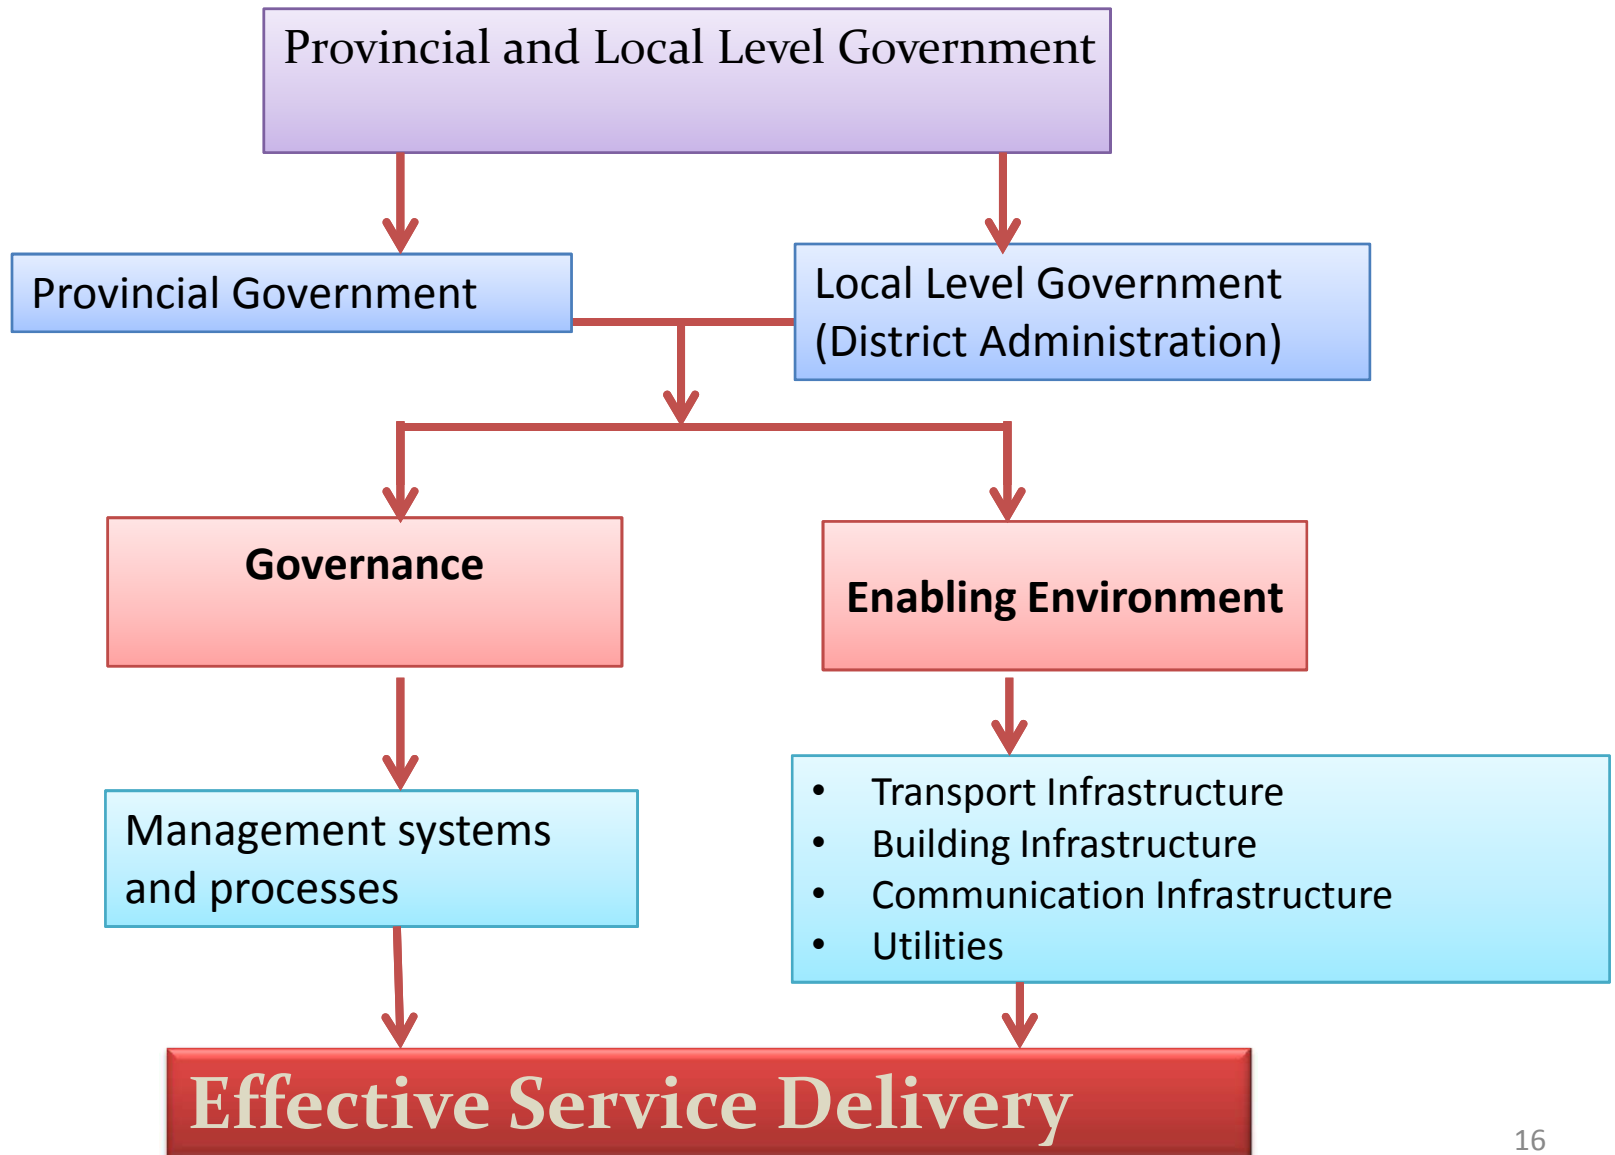 Provincial and Local Level Government
Provincial Government
Local Level Government
(District Administration)
Governance
Enabling Environment
Management systems
and processes
• Transport Infrastructure
• Building Infrastructure
• Communication Infrastructure
• Utilities
Effective Service Delivery
16